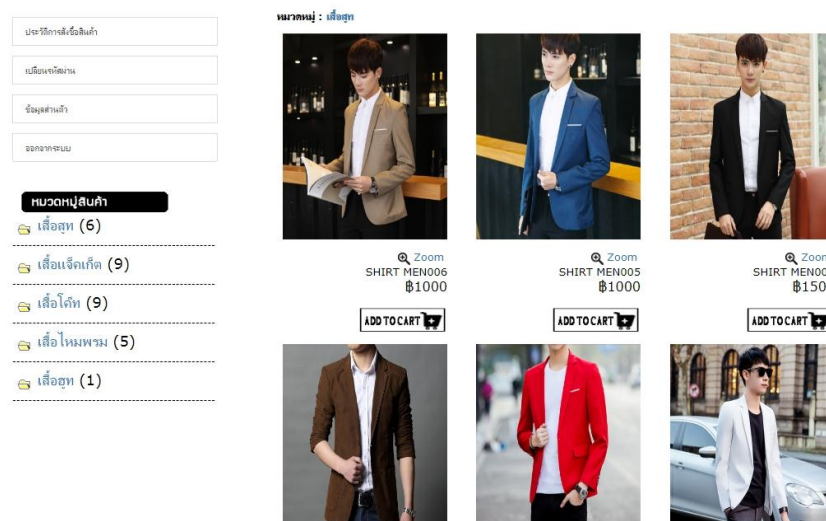 ประวัติการสั่งซื้อสินค้า
เปลี่ยนรหัสผ่าน
ข้อมูลส่วนตัว
ออกจากระบบ
หมวดหมู่สินค้า
เสื้อสูท (6)
เสื้อแจ็คเก็ต (9)
เสื้อโค้ท (9)
เสื้อไหมพรม (5)
เสื้อฮูท (1)
หมวดหมู่ : เสื้อสูท
Zoom
SHIRT MEN006
฿1000
ADD TO CART
Zoom
SHIRT MEN005
฿1000
ADD TO CART
SHIRT
ADD TO CART